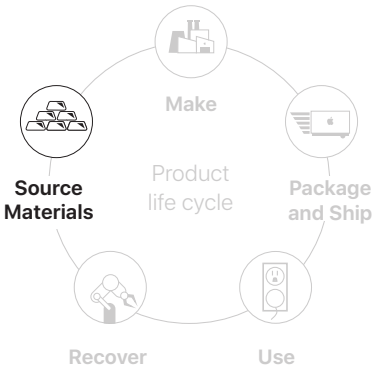 Make
Source
Materials
Product
life cycle
Package
and Ship
Recover
Use